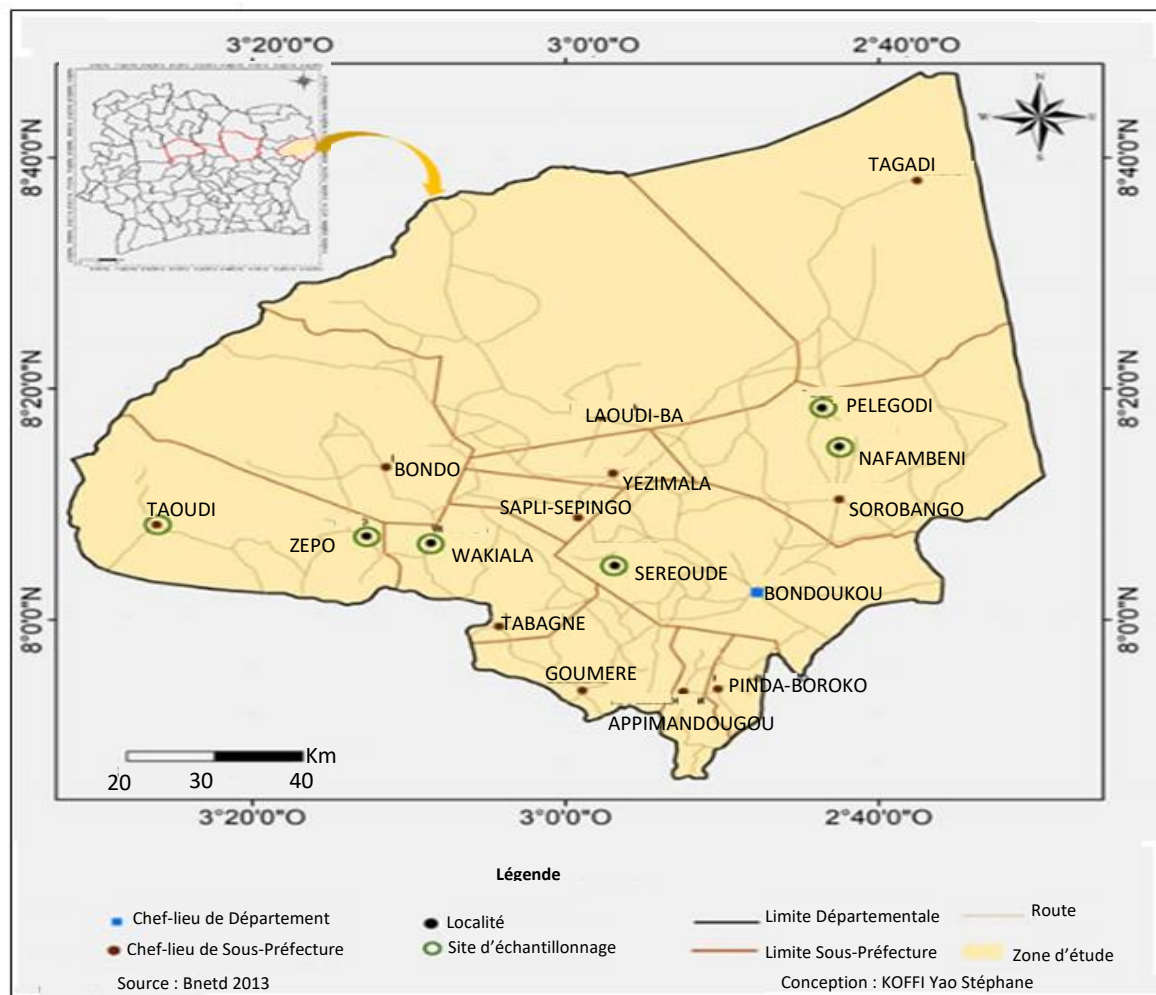 3°20'0"O 3°0'0"O 2°40'0"O
N
W E
S
8°40'0"N 8°40'0"N
TAGADI
8°20'0"N 8°20'0"N
LAOUDI-BA
PELEGODI
NAFAMBENI
BONDO
YEZIMALA
TAOUDI
SAPLI-SEPINGO
SOROBANGO
ZEPO
WAKIALA
SEREOUDE
BONDOUKOU
8°0'0"N 8°0'0"N
TABAGNE
GOUMERE
PINDA-BOROKO
APPIMANDOUGOU
Km
20 30 40
3°20'0"O 3°0'0"O 2°40'0"O
Légende
Chef-lieu de Département Localité Limite Départementale Route
Chef-lieu de Sous-Préfecture Site d'échantillonnage Limite Sous-Préfecture Zone d'étude
Source : Bnetd 2013 Conception : KOFFI Yao Stéphane